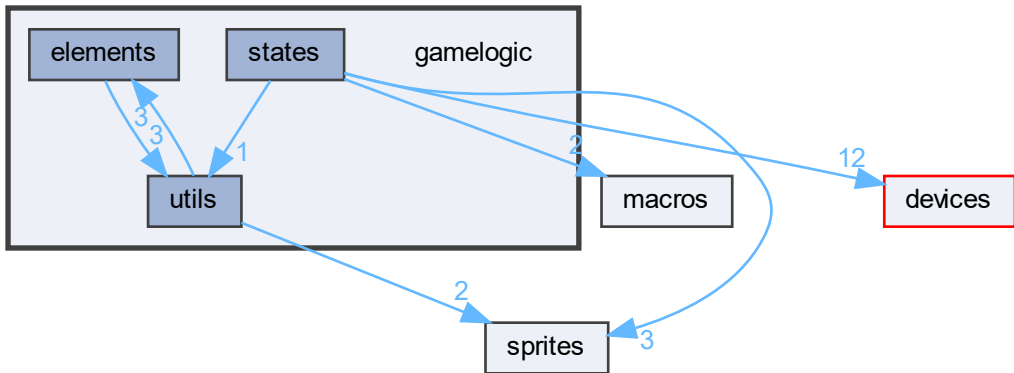 elements
states
gamelogic
3
3
1
2
12
utils
macros
devices
2
sprites
3